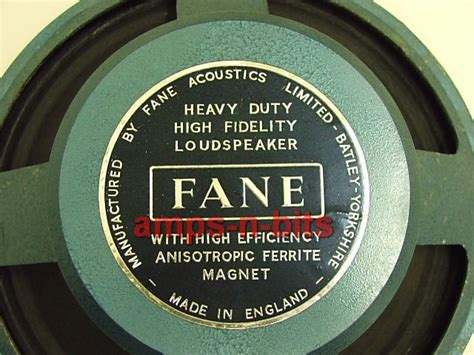 MANUFACTURED BY FANE ACOUSTICS LIMITED - BATLEY - YORKSHIRE
HEAVY DUTY
HIGH FIDELITY
LOUDSPEAKER
FANE
amps-n-bits
WITH HIGH EFFICIENCY
ANISOTROPIC FERRITE
MAGNET
- MADE IN ENGLAND -